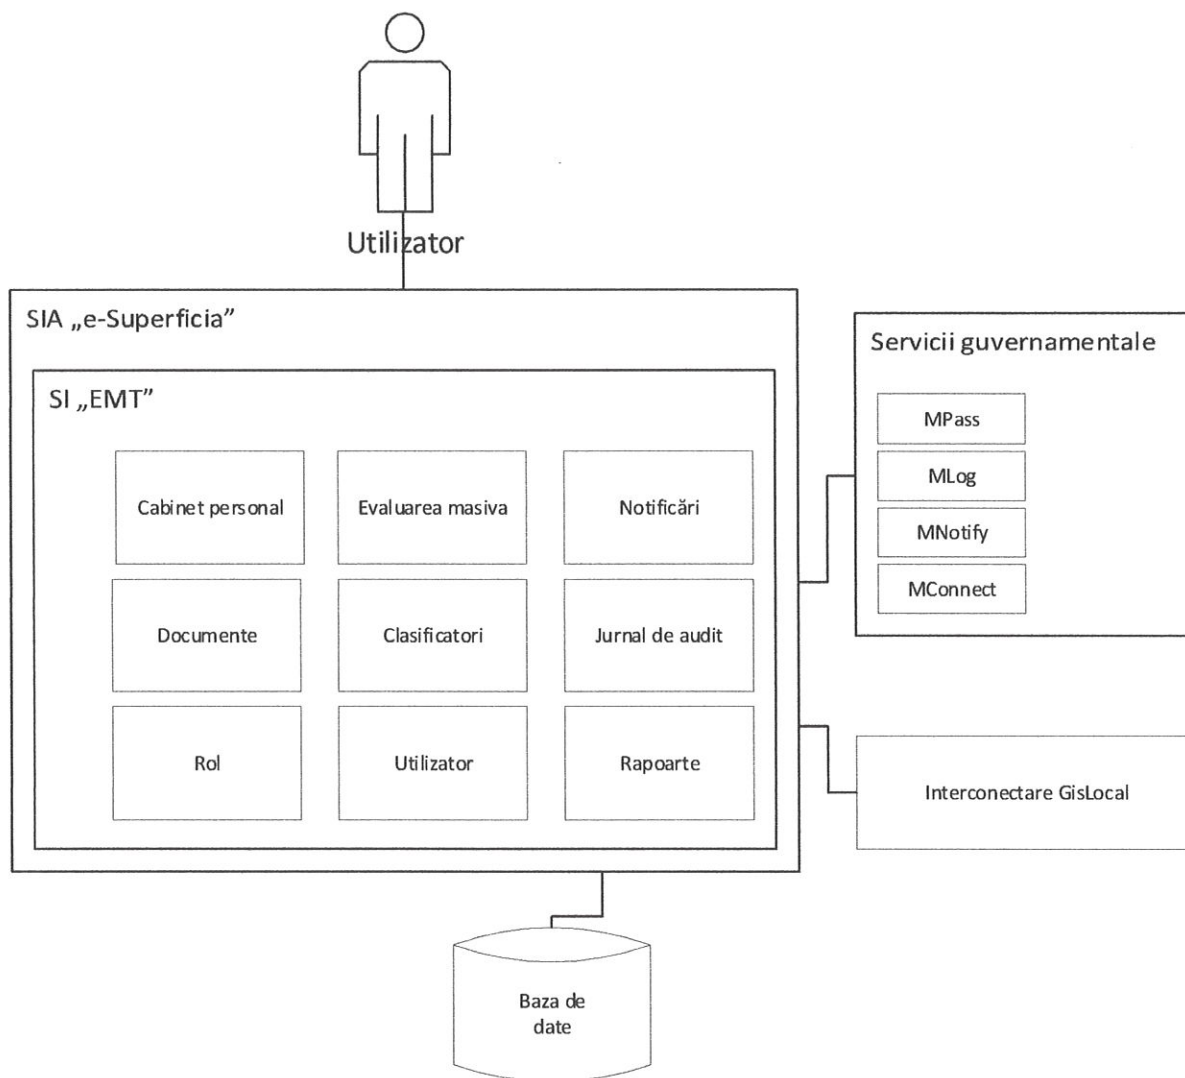 Utilizator
SIA „e-Superficia”
SI „EMT”
Cabinet personal
Evaluarea masiva
Notificări
Documente
Clasificatori
Jurnal de audit
Rol
Utilizator
Rapoarte
Servicii guvernamentale
MPass
MLog
MNotify
MConnect
Interconectare GisLocal
Baza de
date